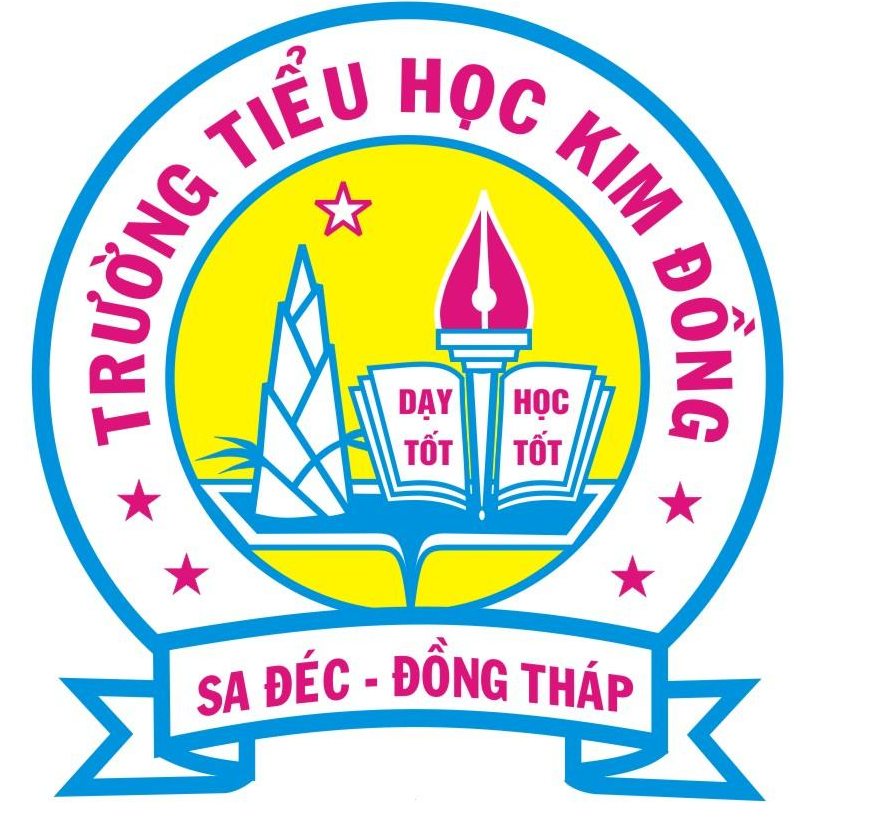 TRƯỜNG TIỂU HỌC KIM ĐỒNG
DẠY
TỐT
HỌC
TỐT
SA ĐÉC - ĐỒNG THÁP